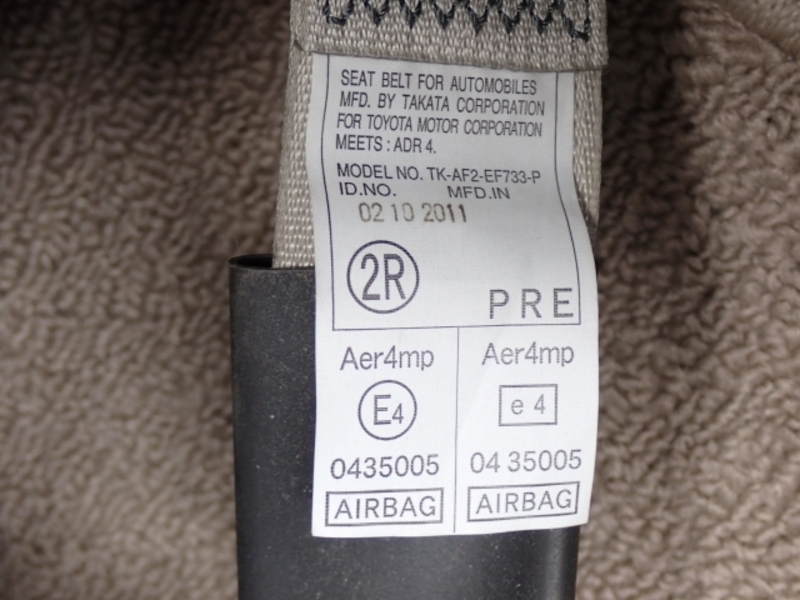 SEAT BELT FOR AUTOMOBILES
MFD. BY TAKATA CORPORATION
FOR TOYOTA MOTOR CORPORATION
MEETS : ADR 4.
MODEL NO. TK-AF2-EF733-P
ID.NO. MFD.IN
02 10 2011
2R
PRE
Aer4mp Aer4mp
E4 e 4
0435005 04 35005
AIRBAG AIRBAG